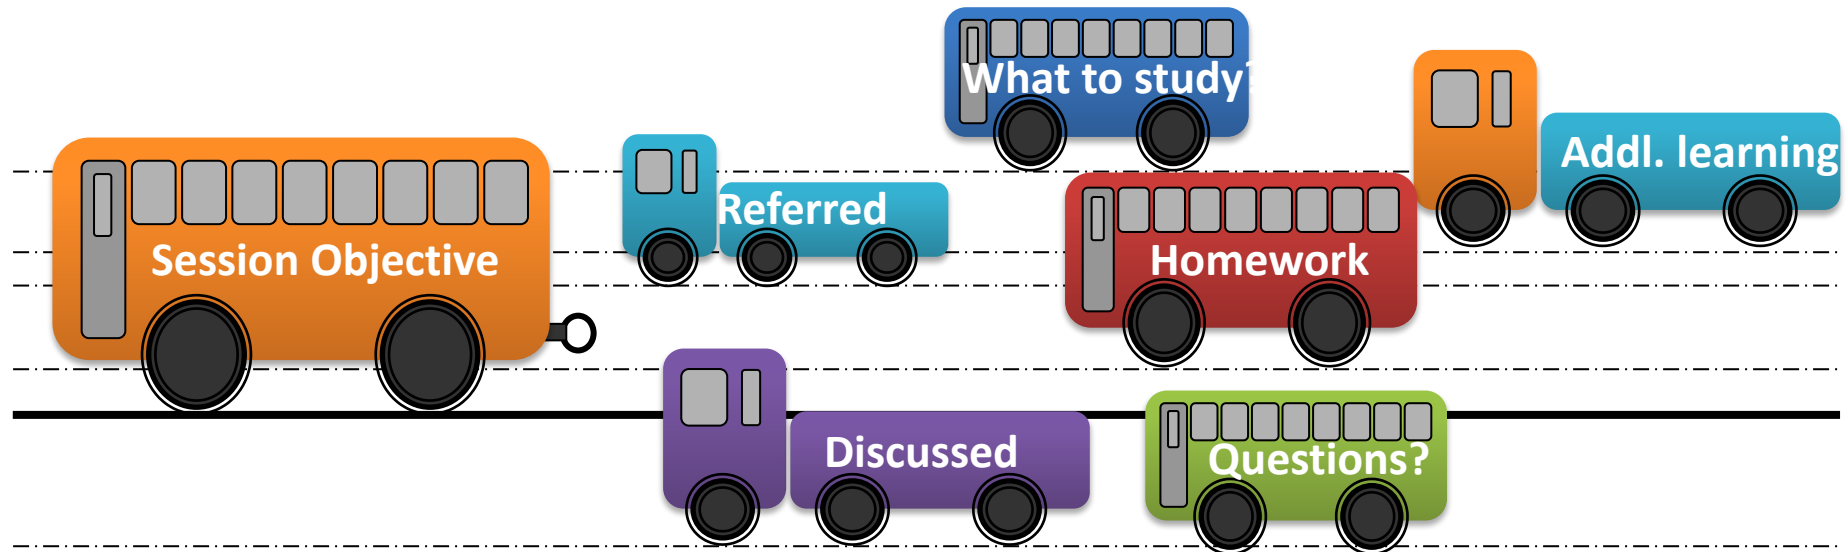 What to study?
Addl. learning
Referred
Session Objective
Homework
Discussed
Questions?